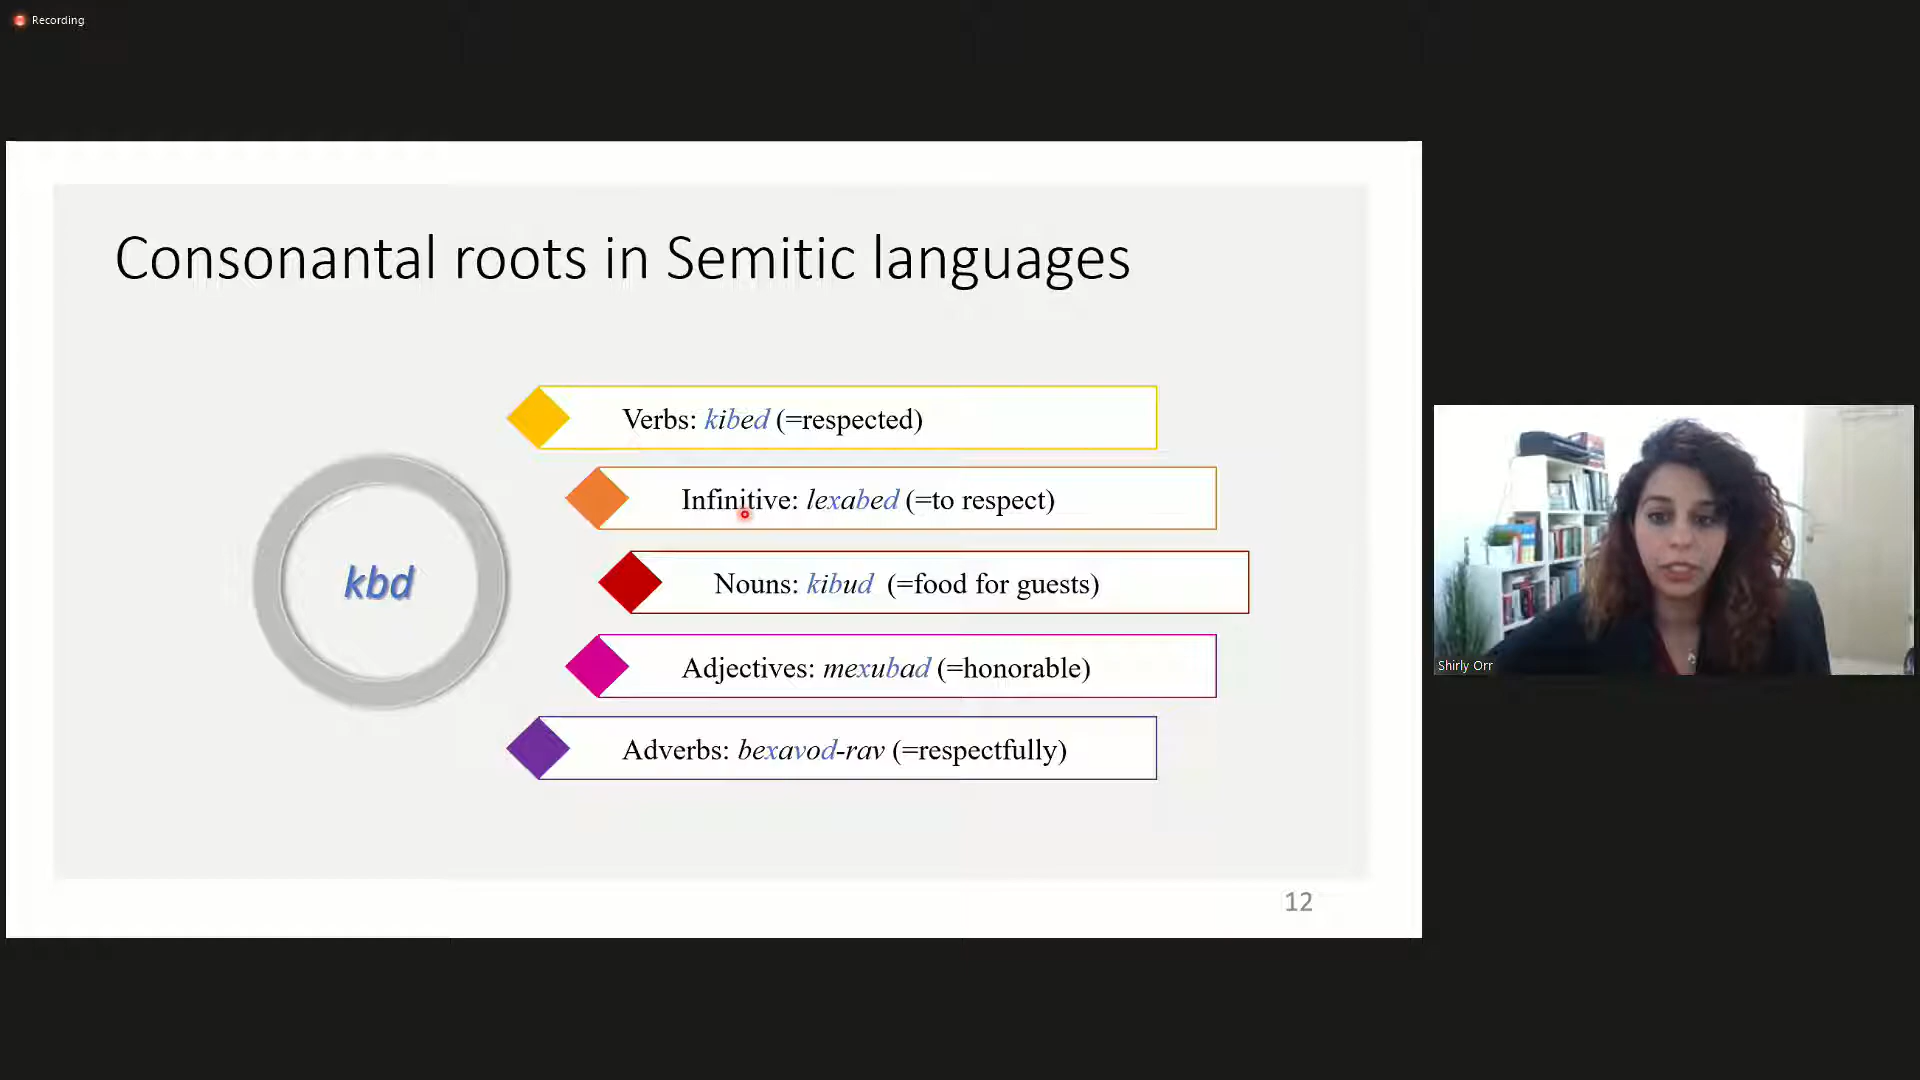 Recording
Consonantal roots in Semitic languages
Verbs: kibed (=respected)
Infinitive: lexabed (=to respect)
kbd
Nouns: kibud (=food for guests)
Adjectives: mexubad (=honorable)
Adverbs: bexavod-rav (=respectfully)
12
Shirly Orr